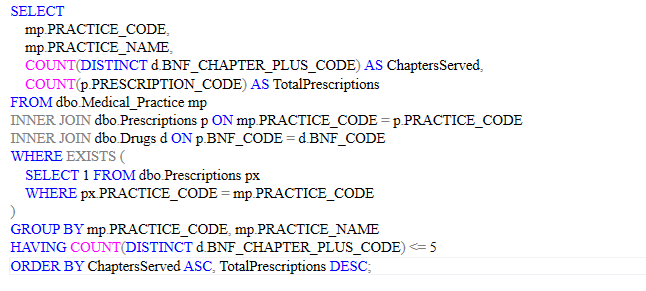 SELECT
mp.PRACTICE_CODE,
mp.PRACTICE_NAME,
COUNT(DISTINCT d.BNF_CHAPTER_PLUS_CODE) AS ChaptersServed,
COUNT(p.PRESCRIPTION_CODE) AS TotalPrescriptions
FROM dbo.Medical_Practice mp
INNER JOIN dbo.Prescriptions p ON mp.PRACTICE_CODE = p.PRACTICE_CODE
INNER JOIN dbo.Drugs d ON p.BNF_CODE = d.BNF_CODE
WHERE EXISTS (
SELECT 1 FROM dbo.Prescriptions px
WHERE px.PRACTICE_CODE = mp.PRACTICE_CODE
)
GROUP BY mp.PRACTICE_CODE, mp.PRACTICE_NAME
HAVING COUNT(DISTINCT d.BNF_CHAPTER_PLUS_CODE) <= 5
ORDER BY ChaptersServed ASC, TotalPrescriptions DESC;